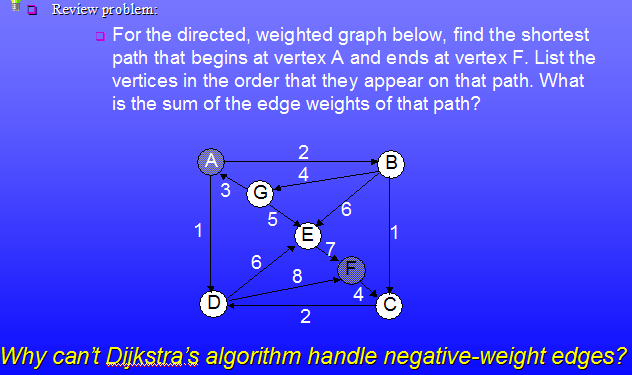 Review problem:
For the directed, weighted graph below, find the shortest
path that begins at vertex A and ends at vertex F. List the
vertices in the order that they appear on that path. What
is the sum of the edge weights of that path?
2
A
B
4
3
G
5
6
1
E
1
7
6
F
8
4
D
C
2
Why can't Dijkstra's algorithm handle negative-weight edges?